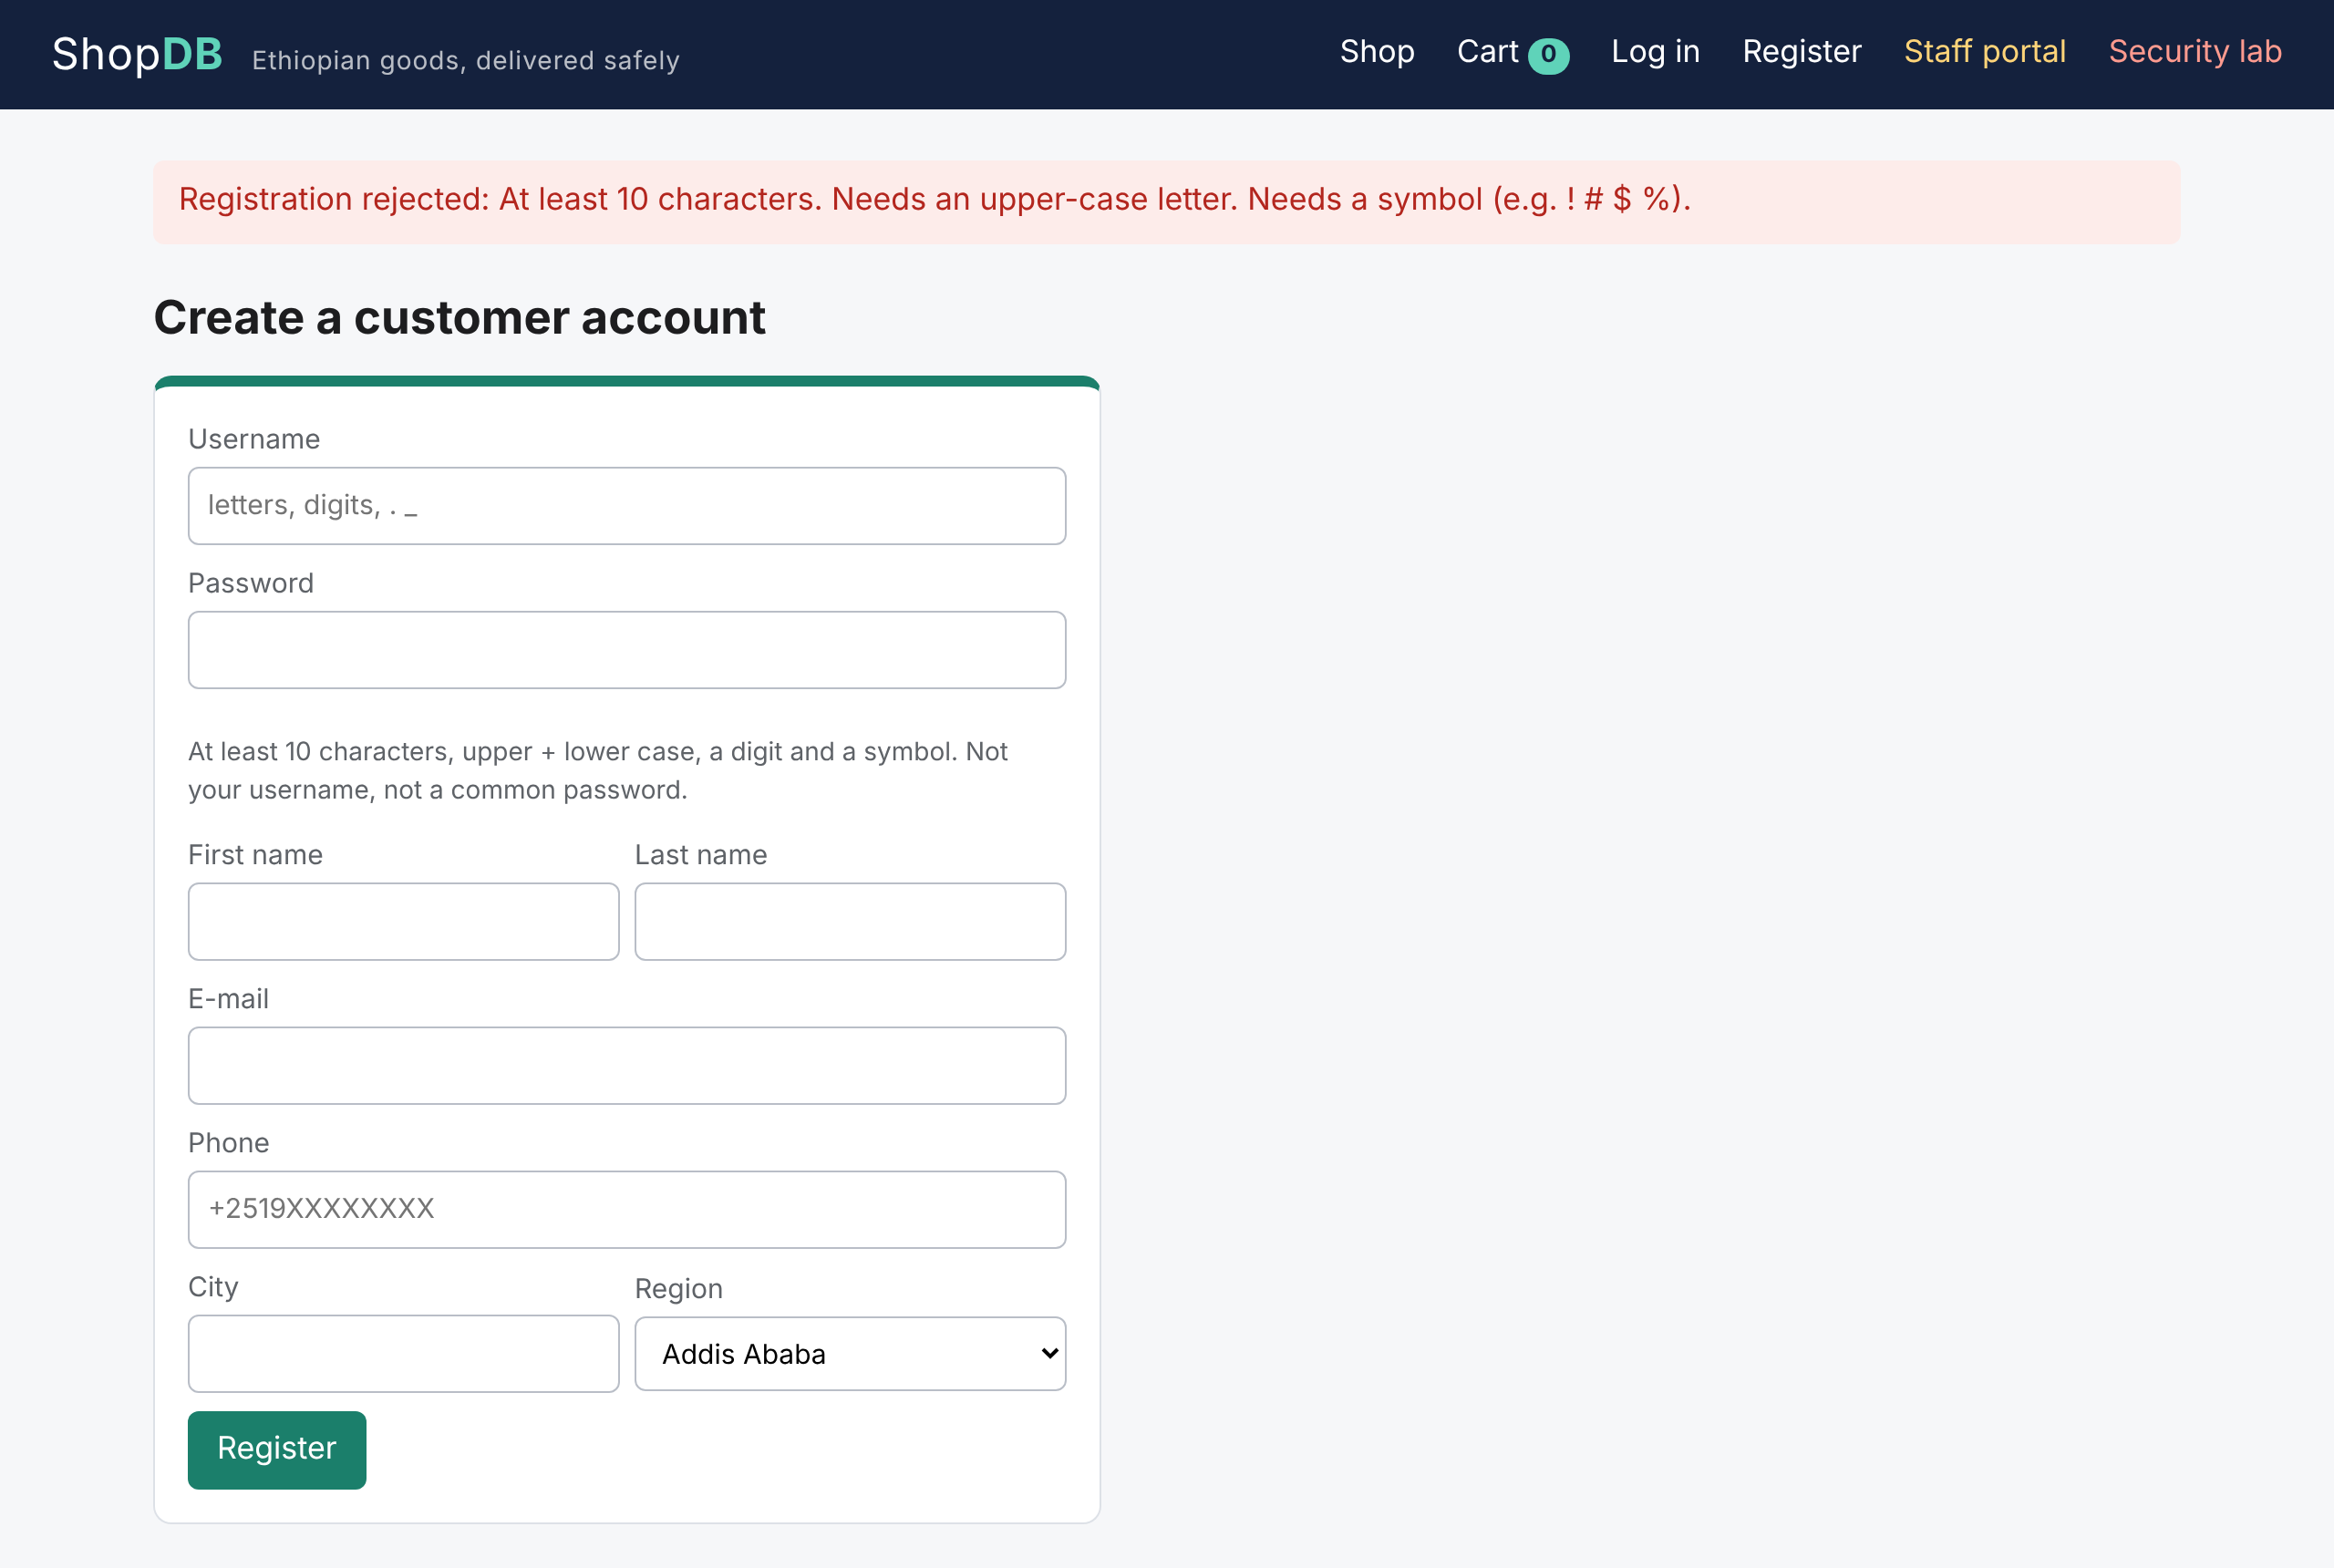 ShopDB Ethiopian goods, delivered safely Shop Cart 0 Log in Register Staff portal Security lab
Registration rejected: At least 10 characters. Needs an upper-case letter. Needs a symbol (e.g. ! # $ %).
Create a customer account
Username
letters, digits, . _
Password
At least 10 characters, upper + lower case, a digit and a symbol. Not
your username, not a common password.
First name Last name
E-mail
Phone
+2519XXXXXXXX
City Region
Addis Ababa
Register